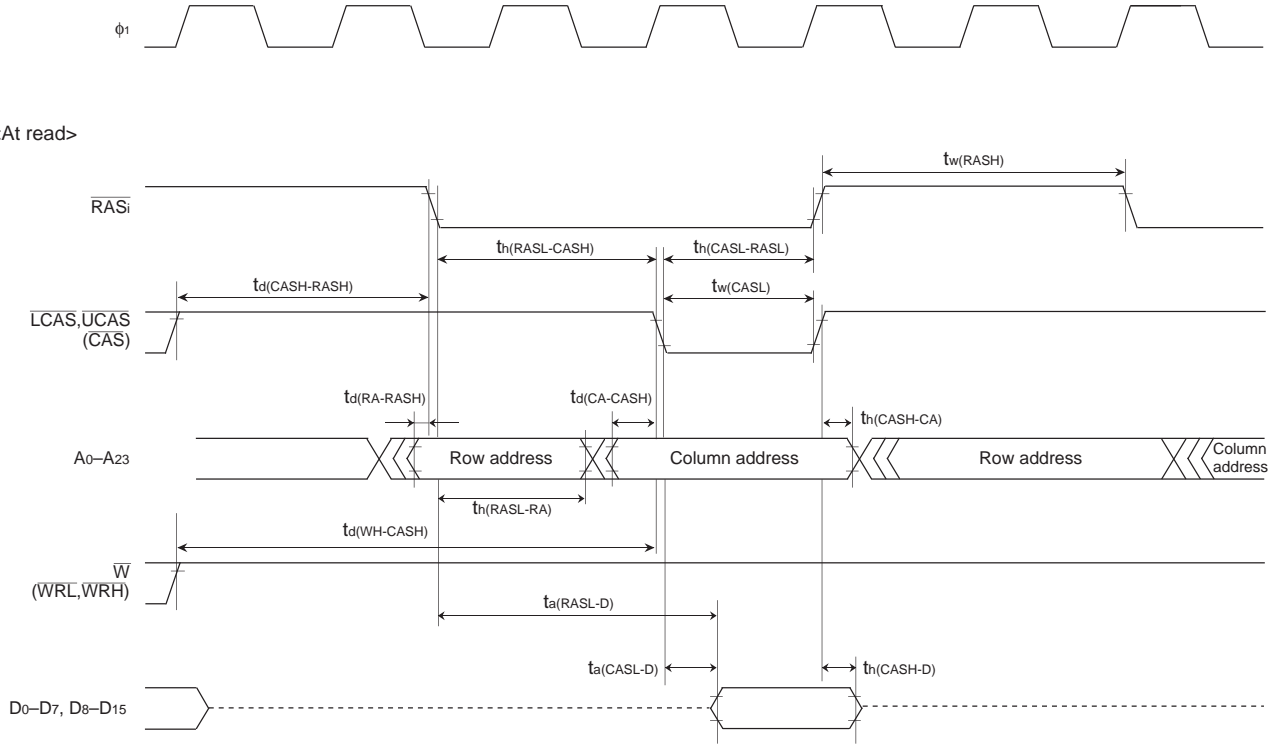 ϕ1
:At read>
tw(RASH)
RASi
th(RASL-CASH)
th(CASL-RASL)
td(CASH-RASH)
tw(CASL)
LCAS,UCAS
(CAS)
td(RA-RASH)
td(CA-CASH)
th(CASH-CA)
A0–A23
Row address
Column address
Row address
Column
address
th(RASL-RA)
td(WH-CASH)
W
(WRL,WRH)
ta(RASL-D)
ta(CASL-D)
th(CASH-D)
D0–D7, D8–D15